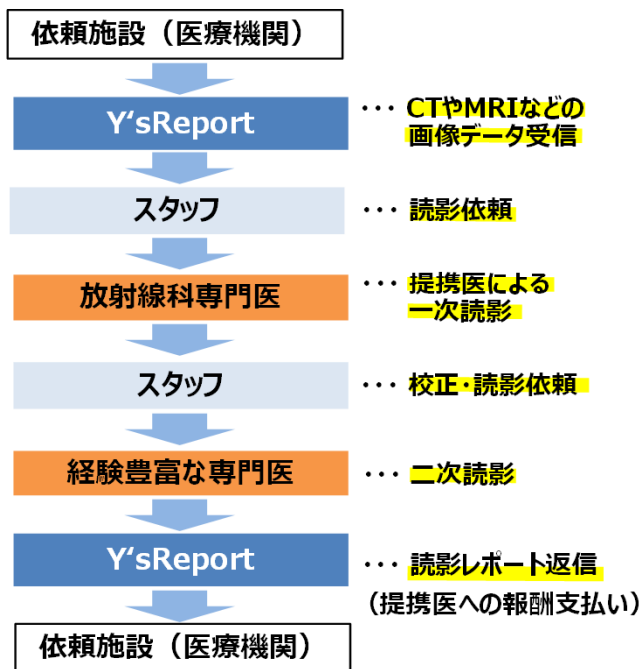 依頼施設（医療機関）
Y‘sReport
･･･ CTやMRIなどの
画像データ受信
スタッフ
･･･ 読影依頼
放射線科専門医
･･･ 提携医による
一次読影
スタッフ
･･･ 校正･読影依頼
経験豊富な専門医
･･･ 二次読影
Y‘sReport
･･･ 読影レポート返信
（提携医への報酬支払い）
依頼施設（医療機関）